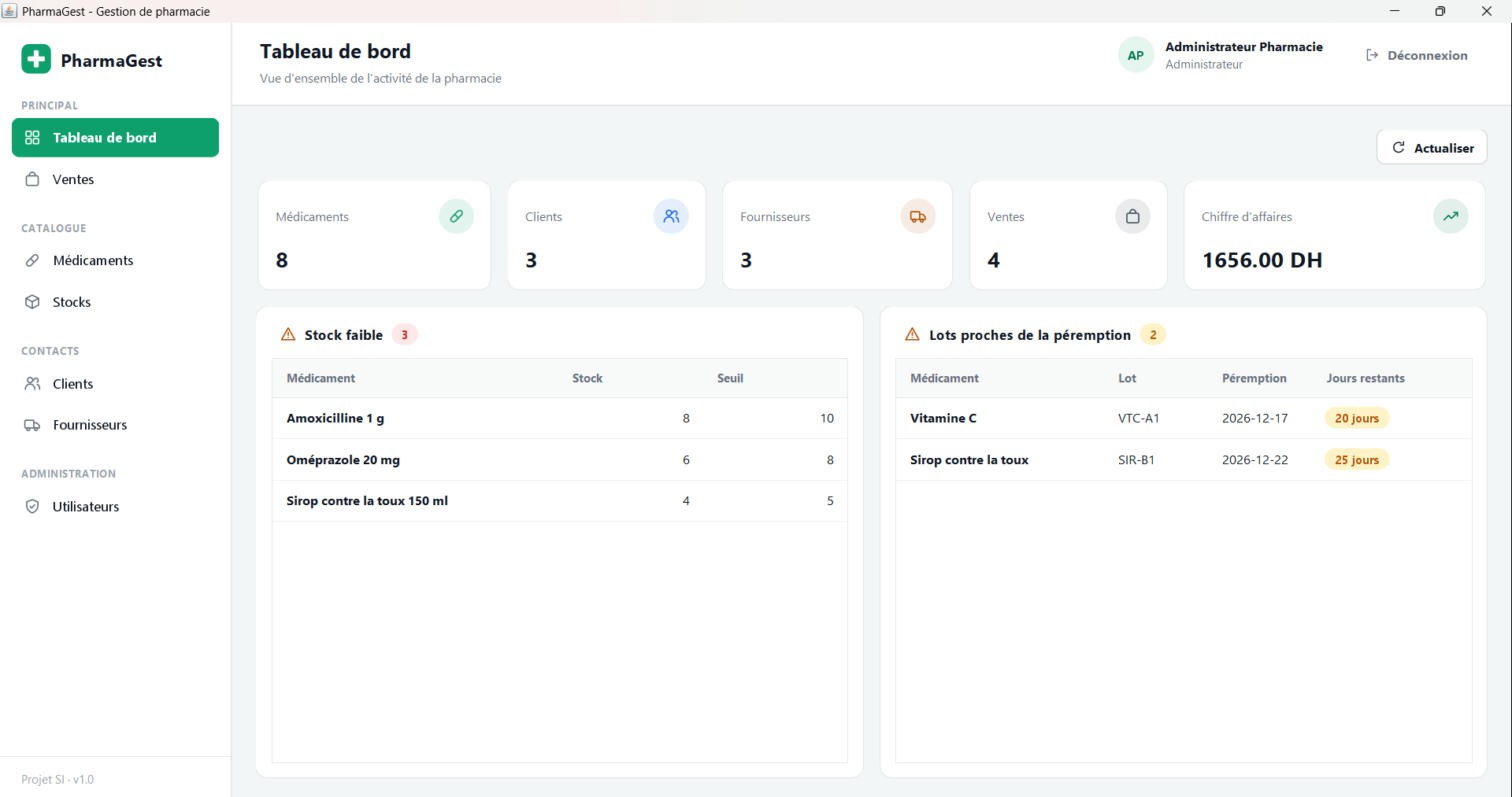 PharmaGest - Gestion de pharmacie
PharmaGest
PRINCIPAL
Tableau de bord
Ventes
CATALOGUE
Médicaments
Stocks
CONTACTS
Clients
Fournisseurs
ADMINISTRATION
Utilisateurs
Projet SI - v1.0
Tableau de bord
Vue d'ensemble de l'activité de la pharmacie
AP
Administrateur Pharmacie
Administrateur
Déconnexion
Actualiser
Médicaments
8
Clients
3
Fournisseurs
3
Ventes
4
Chiffre d'affaires
1656.00 DH
Stock faible 3
Médicament Stock Seuil
Amoxicilline 1 g 8 10
Oméprazole 20 mg 6 8
Sirop contre la toux 150 ml 4 5
Lots proches de la péremption 2
Médicament Lot Péremption Jours restants
Vitamine C VTC-A1 2026-12-17 20 jours
Sirop contre la toux SIR-B1 2026-12-22 25 jours